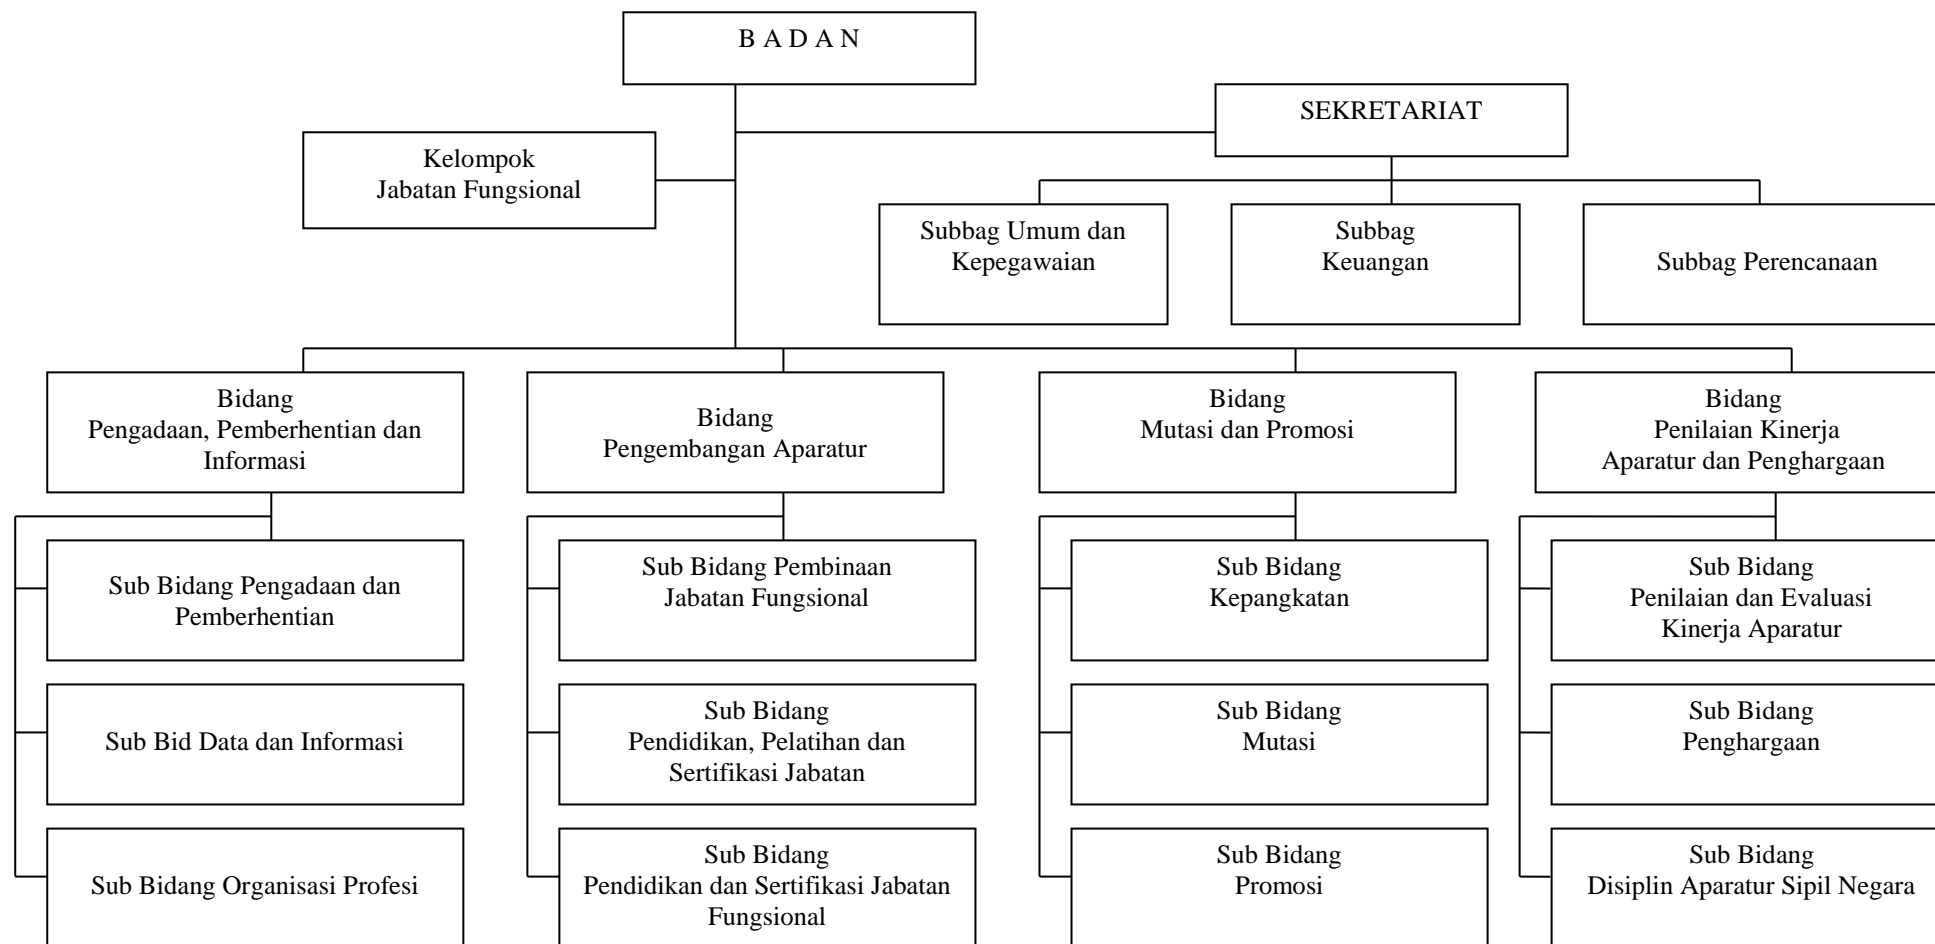 B A D A N
SEKRETARIAT
Kelompok
Jabatan Fungsional
Subbag Umum dan
Kepegawaian
Subbag
Keuangan
Subbag Perencanaan
Bidang
Pengadaan, Pemberhentian dan
Informasi
Bidang
Pengembangan Aparatur
Bidang
Mutasi dan Promosi
Bidang
Penilaian Kinerja
Aparatur dan Penghargaan
Sub Bidang Pengadaan dan
Pemberhentian
Sub Bidang Pembinaan
Jabatan Fungsional
Sub Bidang
Kepangkatan
Sub Bidang
Penilaian dan Evaluasi
Kinerja Aparatur
Sub Bid Data dan Informasi
Sub Bidang
Pendidikan, Pelatihan dan
Sertifikasi Jabatan
Sub Bidang
Mutasi
Sub Bidang
Penghargaan
Sub Bidang Organisasi Profesi
Sub Bidang
Pendidikan dan Sertifikasi Jabatan
Fungsional
Sub Bidang
Promosi
Sub Bidang
Disiplin Aparatur Sipil Negara